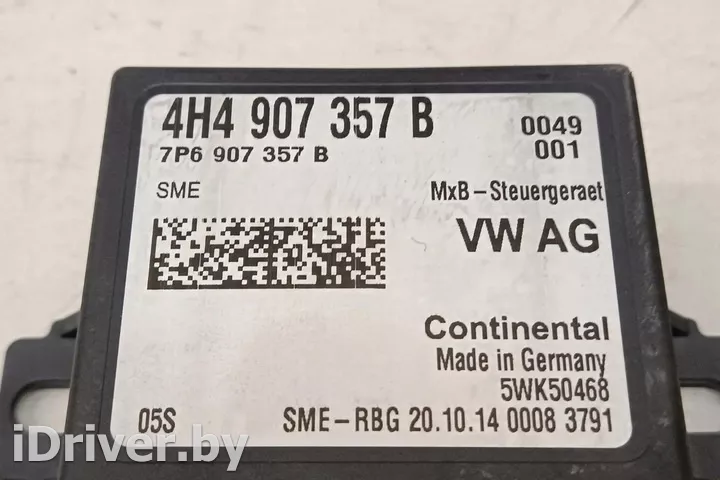 4H4 907 357 B
0049
7P6 907 357 B
001
SME
MxB-Steuergeraet
VW AG
Continental
Made in Germany
5WK50468
05S
SME-RBG 20.10.14 0008 3791
iDriver.by